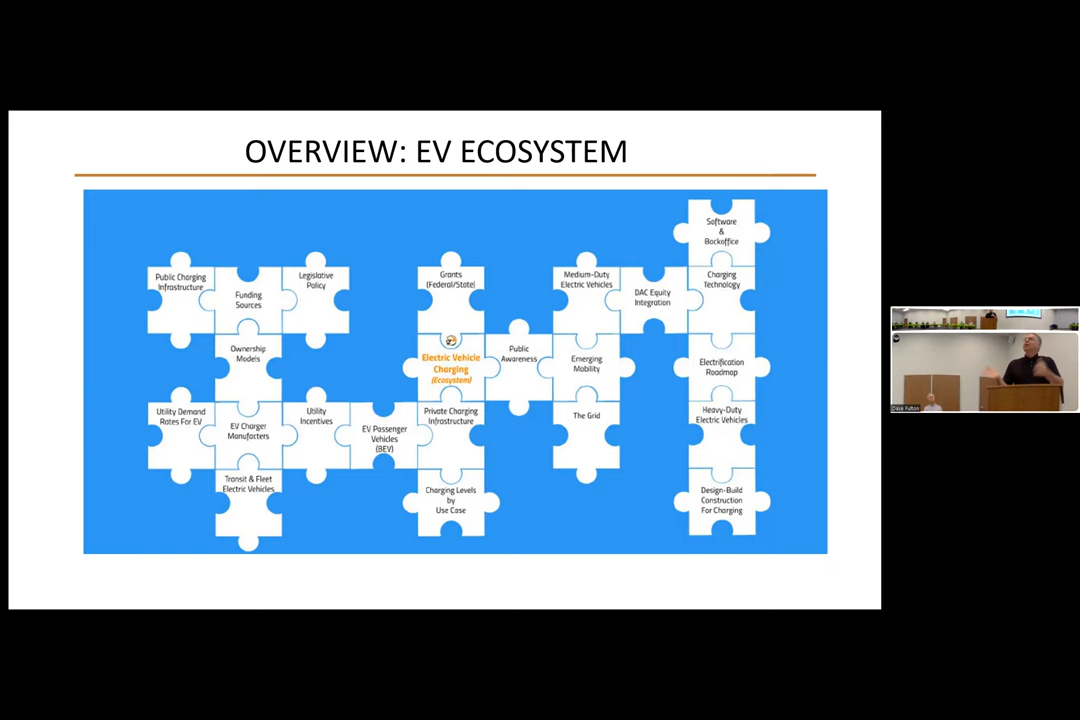 OVERVIEW: EV ECOSYSTEM
Software
&
Backoffice
Public Charging
Infrastructure
Funding
Sources
Legislative
Policy
Grants
(Federal/State)
Medium-Duty
Electric Vehicles
DAC Equity
Integration
Charging
Technology
Ownership
Models
Electric Vehicle
Charging
(Ecosystem)
Public
Awareness
Emerging
Mobility
Electrification
Roadmap
Utility Demand
Rates For EV
EV Charger
Manufacters
Utility
Incentives
EV Passenger
Vehicles
(BEV)
Private Charging
Infrastructure
The Grid
Heavy-Duty
Electric Vehicles
Transit & Fleet
Electric Vehicles
Charging Levels
by
Use Case
Design-Build
Construction
For Charging
Dave Fulton